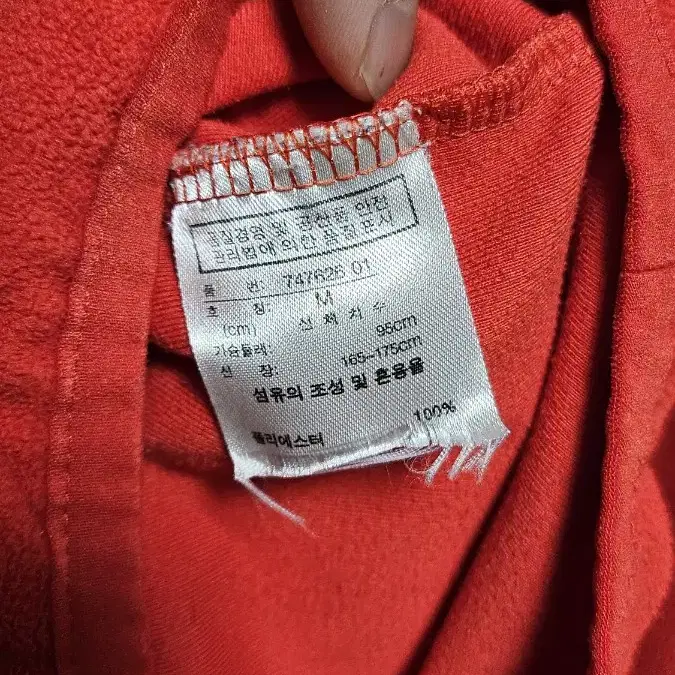 품질경영 및 공산품 안전
관리법에 의한 품질표시
품 번: 747626 01
호 칭: M
(cm) 신체치수
가슴둘레: 95cm
신 장: 165~175cm
섬유의 조성 및 혼용율
폴리에스터 100%